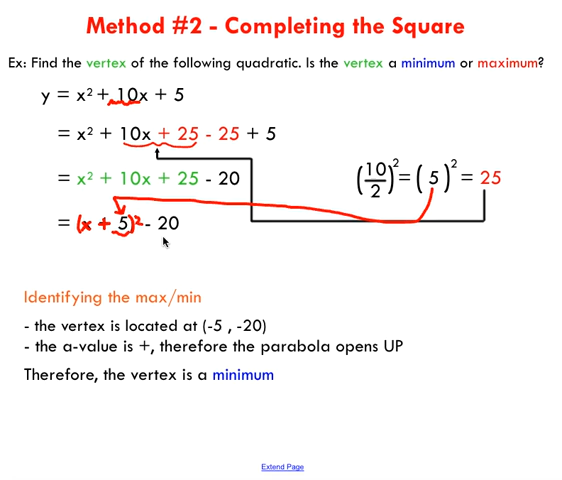 Method #2 - Completing the Square
Ex: Find the vertex of the following quadratic. Is the vertex a minimum or maximum?
y = x² + 10x + 5
= x² + 10x + 25 - 25 + 5
= x² + 10x + 25 - 20
(10/2)² = (5)² = 25
= (x + 5)² - 20
Identifying the max/min
- the vertex is located at (-5 , -20)
- the a-value is +, therefore the parabola opens UP
Therefore, the vertex is a minimum
Extend Page